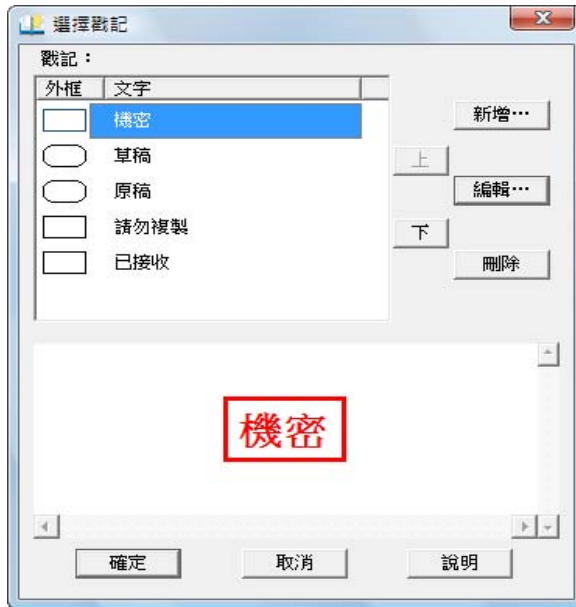 選擇戳記
戳記：
外框 文字
機密
草稿
原稿
請勿複製
已接收
新增…
上
編輯…
下
刪除
機密
確定 取消 說明